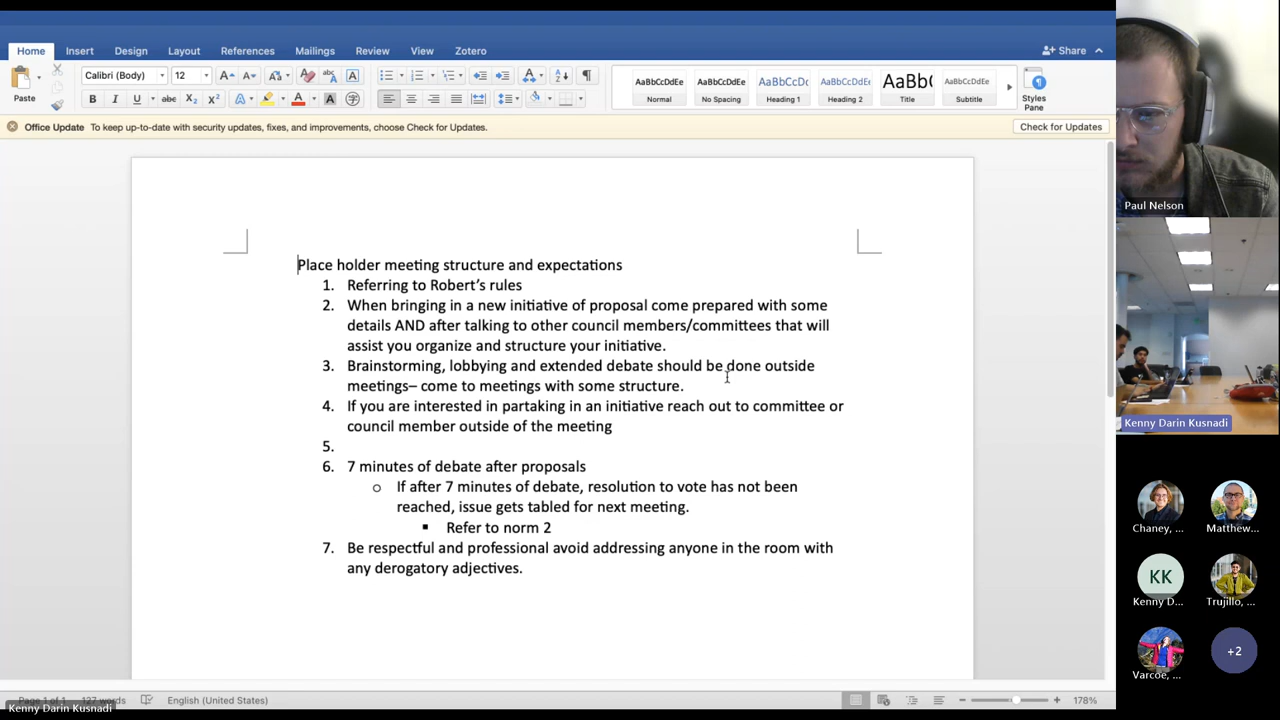 Home Insert Design Layout References Mailings Review View Zotero Share
Paste
Calibri (Body) 12
AaBbCcDdEe AaBbCcDdEe AaBbCcDc AaBbCcDdEe AaBb( AaBbCcDdEe
Normal No Spacing Heading 1 Heading 2 Title Subtitle
Styles
Pane
Office Update To keep up-to-date with security updates, fixes, and improvements, choose Check for Updates. Check for Updates
Place holder meeting structure and expectations
1. Referring to Robert's rules
2. When bringing in a new initiative of proposal come prepared with some
details AND after talking to other council members/committees that will
assist you organize and structure your initiative.
3. Brainstorming, lobbying and extended debate should be done outside
meetings– come to meetings with some structure.
4. If you are interested in partaking in an initiative reach out to committee or
council member outside of the meeting
5.
6. 7 minutes of debate after proposals
o If after 7 minutes of debate, resolution to vote has not been
reached, issue gets tabled for next meeting.
▪ Refer to norm 2
7. Be respectful and professional avoid addressing anyone in the room with
any derogatory adjectives.
Page 1 of 1 127 words English (United States) 178%
Kenny Darin Kusnadi
Paul Nelson
Kenny Darin Kusnadi
Chaney, ... Matthew...
KK
Kenny D... Trujillo, ...
Varcoe, ... +2